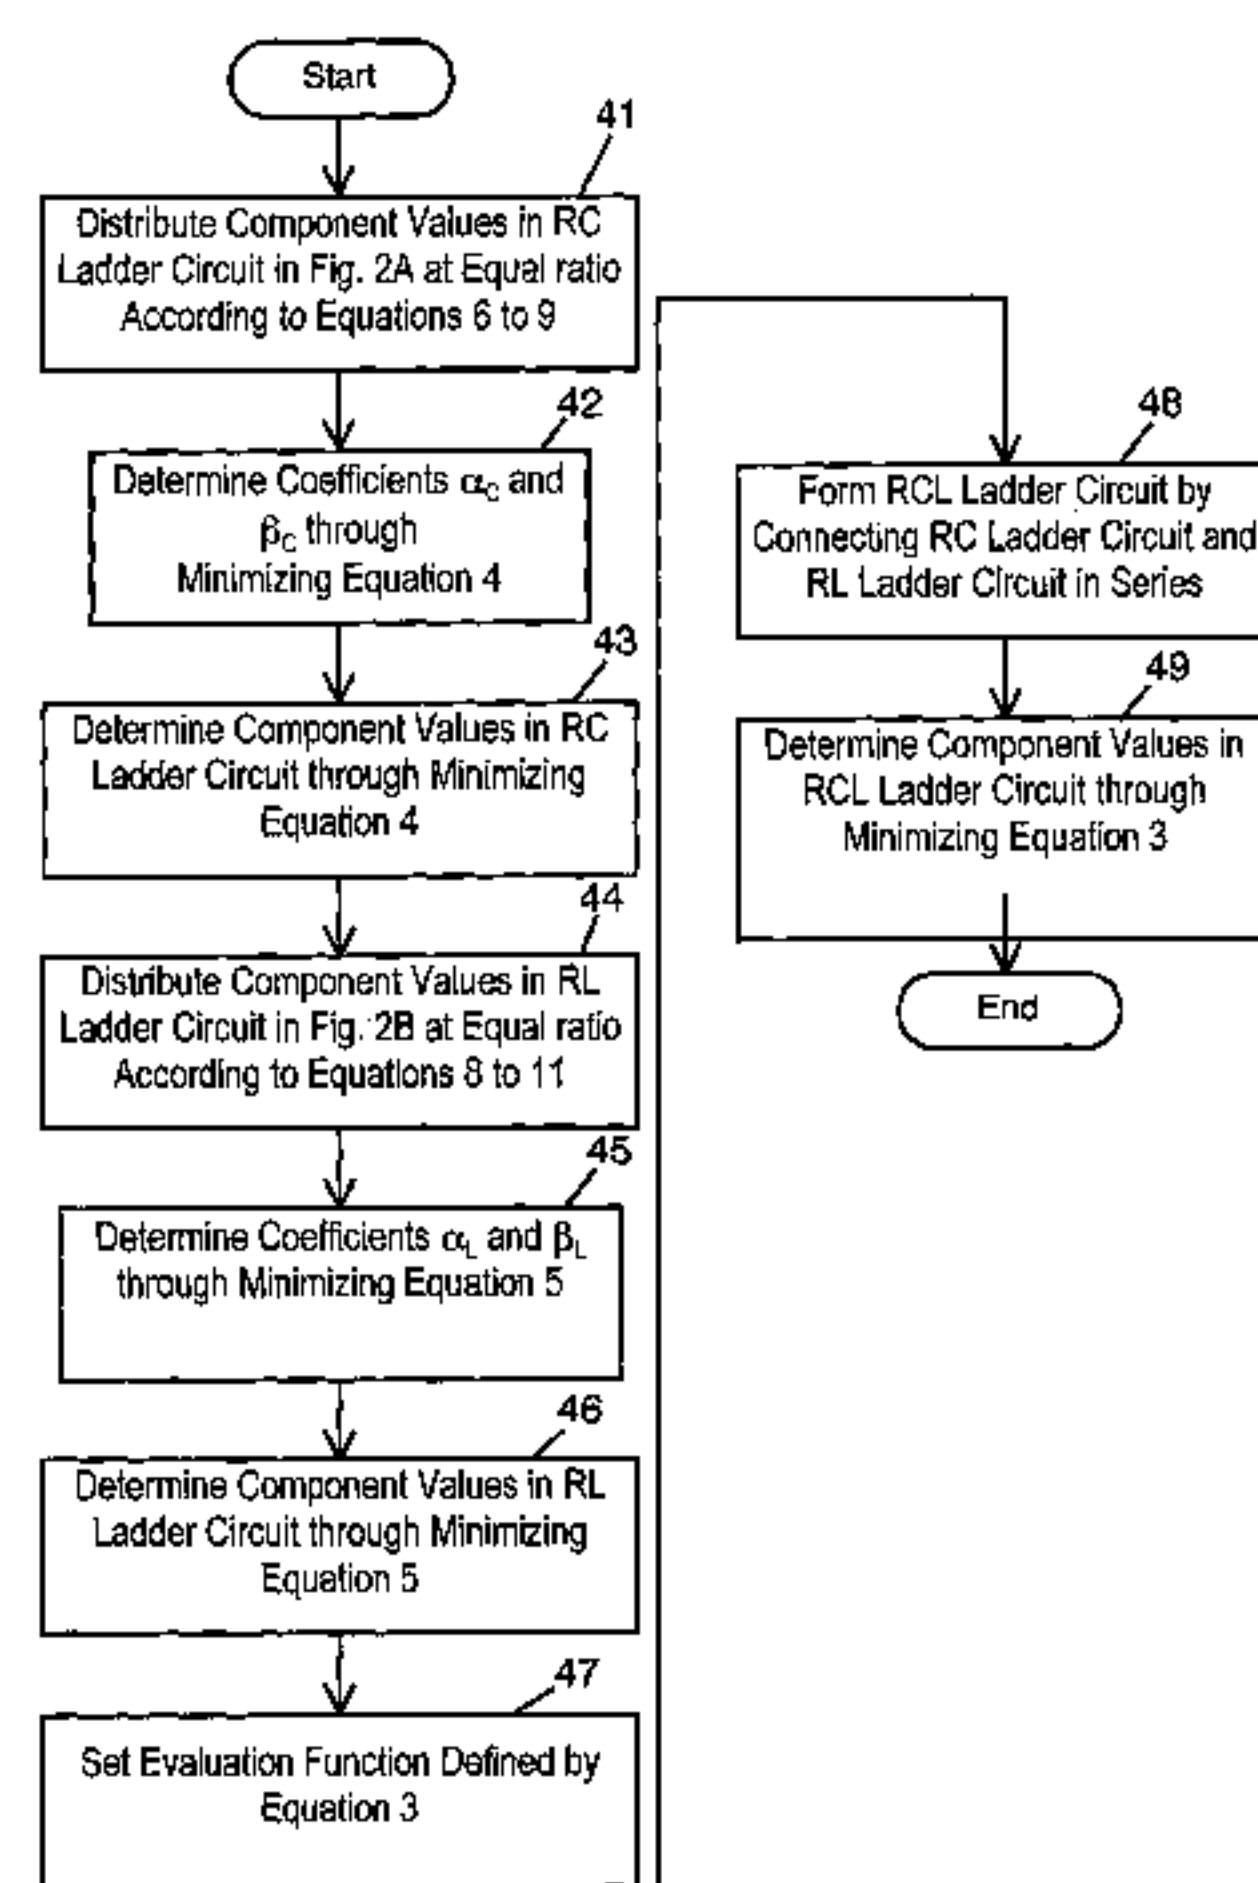 Start
41
Distribute Component Values in RC
Ladder Circuit in Fig. 2A at Equal ratio
According to Equations 6 to 9
42
Determine Coefficients αC and
βC through
Minimizing Equation 4
43
Determine Component Values in RC
Ladder Circuit through Minimizing
Equation 4
44
Distribute Component Values in RL
Ladder Circuit in Fig. 2B at Equal ratio
According to Equations 8 to 11
45
Determine Coefficients αL and βL
through Minimizing Equation 5
46
Determine Component Values in RL
Ladder Circuit through Minimizing
Equation 5
47
Set Evaluation Function Defined by
Equation 3
48
Form RCL Ladder Circuit by
Connecting RC Ladder Circuit and
RL Ladder Circuit in Series
49
Determine Component Values in
RCL Ladder Circuit through
Minimizing Equation 3
End